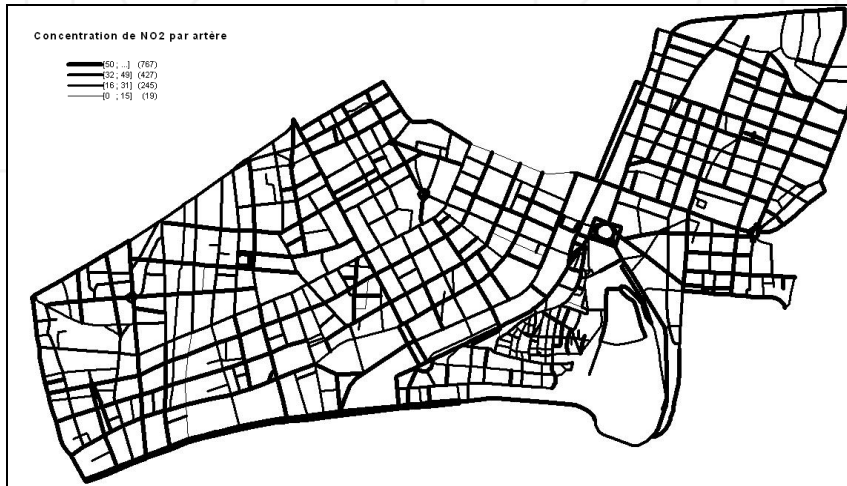 Concentration de NO2 par artère
[50 ; ...] (767)
[32 ; 49] (427)
[16 ; 31] (245)
[0 ; 15] (19)